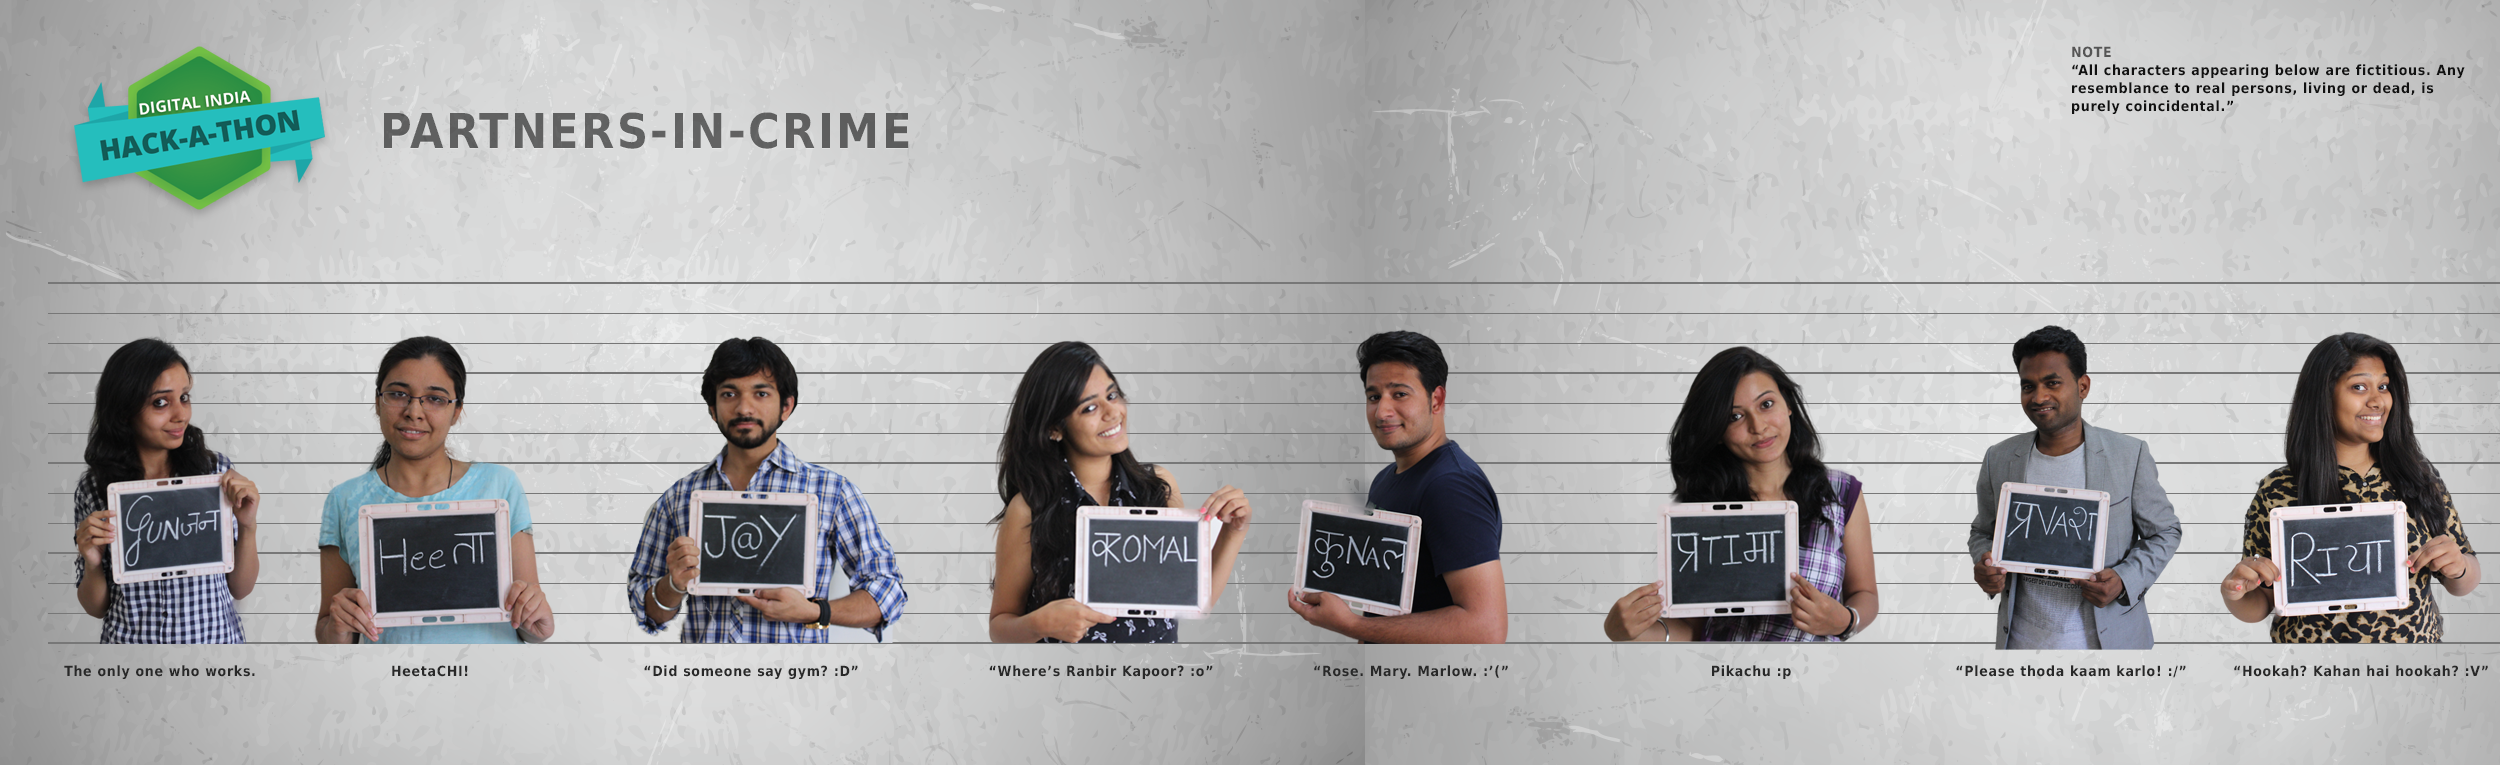 DIGITAL INDIA
HACK-A-THON
PARTNERS-IN-CRIME
NOTE
“All characters appearing below are fictitious. Any
resemblance to real persons, living or dead, is
purely coincidental.”
GUNजन
Heeता
J@Y
कOMAL
कुNAल
प्रTIमा
प्रVAश
RIया
The only one who works.
HeetaCHI!
“Did someone say gym? :D”
“Where’s Ranbir Kapoor? :o”
“Rose. Mary. Marlow. :’(”
Pikachu :p
“Please thoda kaam karlo! :/”
“Hookah? Kahan hai hookah? :V”